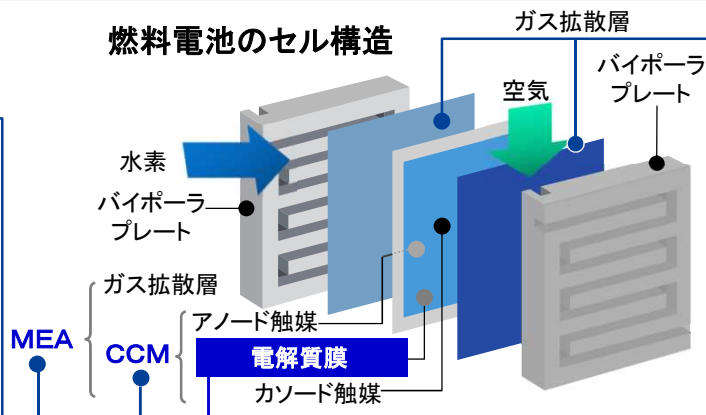 燃料電池のセル構造
ガス拡散層
バイポーラ
プレート
空気
水素
バイポーラ
プレート
ガス拡散層
MEA
アノード触媒
CCM
電解質膜
カソード触媒